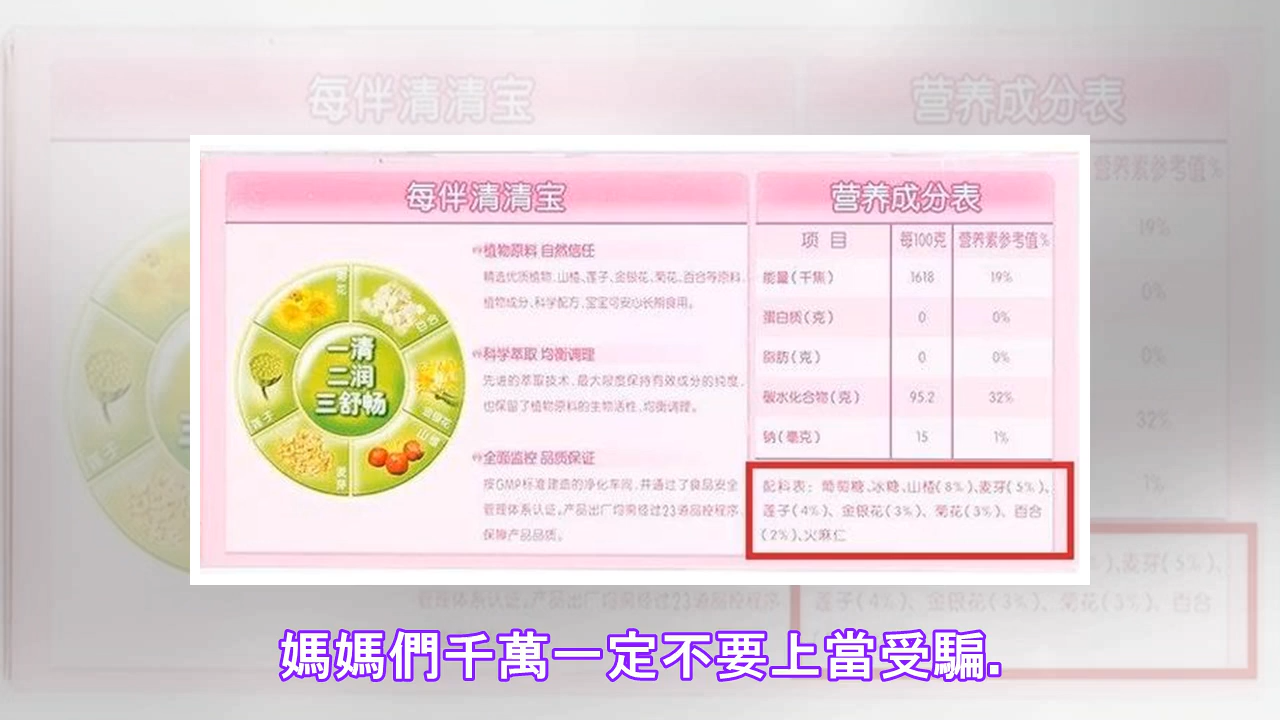 每伴清清宝
植物原料 自然信任
精选优质植物,山楂、莲子、金银花、菊花、百合等原料,
植物成分,科学配方,宝宝可安心长期食用。
科学萃取 均衡调理
先进的萃取技术,最大限度保持有效成分的纯度,
也保留了植物原料的生物活性,均衡调理。
全面监控 品质保证
按GMP标准建造的净化车间,并通过了食品安全
管理体系认证,产品出厂均需经过23道品控程序,
保障产品品质。
菊花
百合
金银花
山楂
麦芽
莲子
一清
二润
三舒畅
营养成分表
项 目 每100克 营养素参考值%
能量(千焦) 1618 19%
蛋白质(克) 0 0%
脂肪(克) 0 0%
碳水化合物(克) 95.2 32%
钠(毫克) 15 1%
配料表:葡萄糖、冰糖、山楂(8%)、麦芽(5%)、
莲子(4%)、金银花(3%)、菊花(3%)、百合
(2%)、火麻仁
媽媽們千萬一定不要上當受騙.